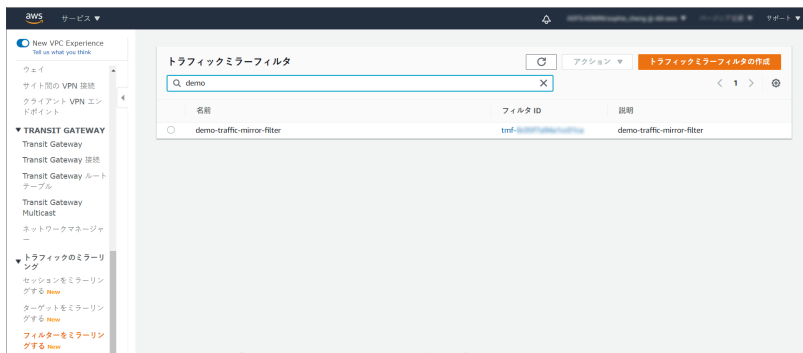 aws
サービス ▼
サポート ▼
New VPC Experience
Tell us what you think
ウェイ
サイト間の VPN 接続
クライアント VPN エン
ドポイント
▼ TRANSIT GATEWAY
Transit Gateway
Transit Gateway 接続
Transit Gateway ルート
テーブル
Transit Gateway
Multicast
ネットワークマネージャ
ー
▼ トラフィックのミラーリ
ング
セッションをミラーリン
グする New
ターゲットをミラーリン
グする New
フィルターをミラーリン
グする New
トラフィックミラーフィルタ
アクション ▼
トラフィックミラーフィルタの作成
demo
< 1 >
名前 フィルタ ID 説明
demo-traffic-mirror-filter tmf- demo-traffic-mirror-filter